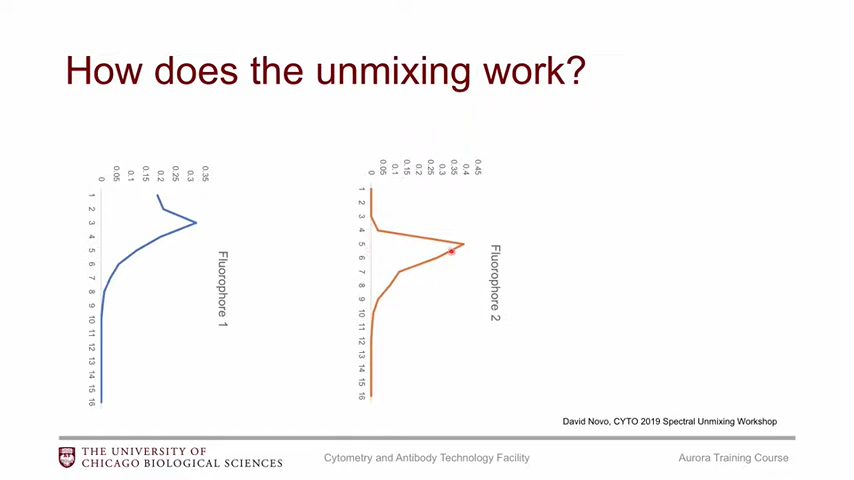 How does the unmixing work?
0 0.05 0.1 0.15 0.2 0.25 0.3 0.35
1 2 3 4 5 6 7 8 9 10 11 12 13 14 15 16
Fluorophore 1
0 0.05 0.1 0.15 0.2 0.25 0.3 0.35 0.4 0.45
1 2 3 4 5 6 7 8 9 10 11 12 13 14 15 16
Fluorophore 2
David Novo, CYTO 2019 Spectral Unmixing Workshop
THE UNIVERSITY OF
CHICAGO BIOLOGICAL SCIENCES
Cytometry and Antibody Technology Facility
Aurora Training Course